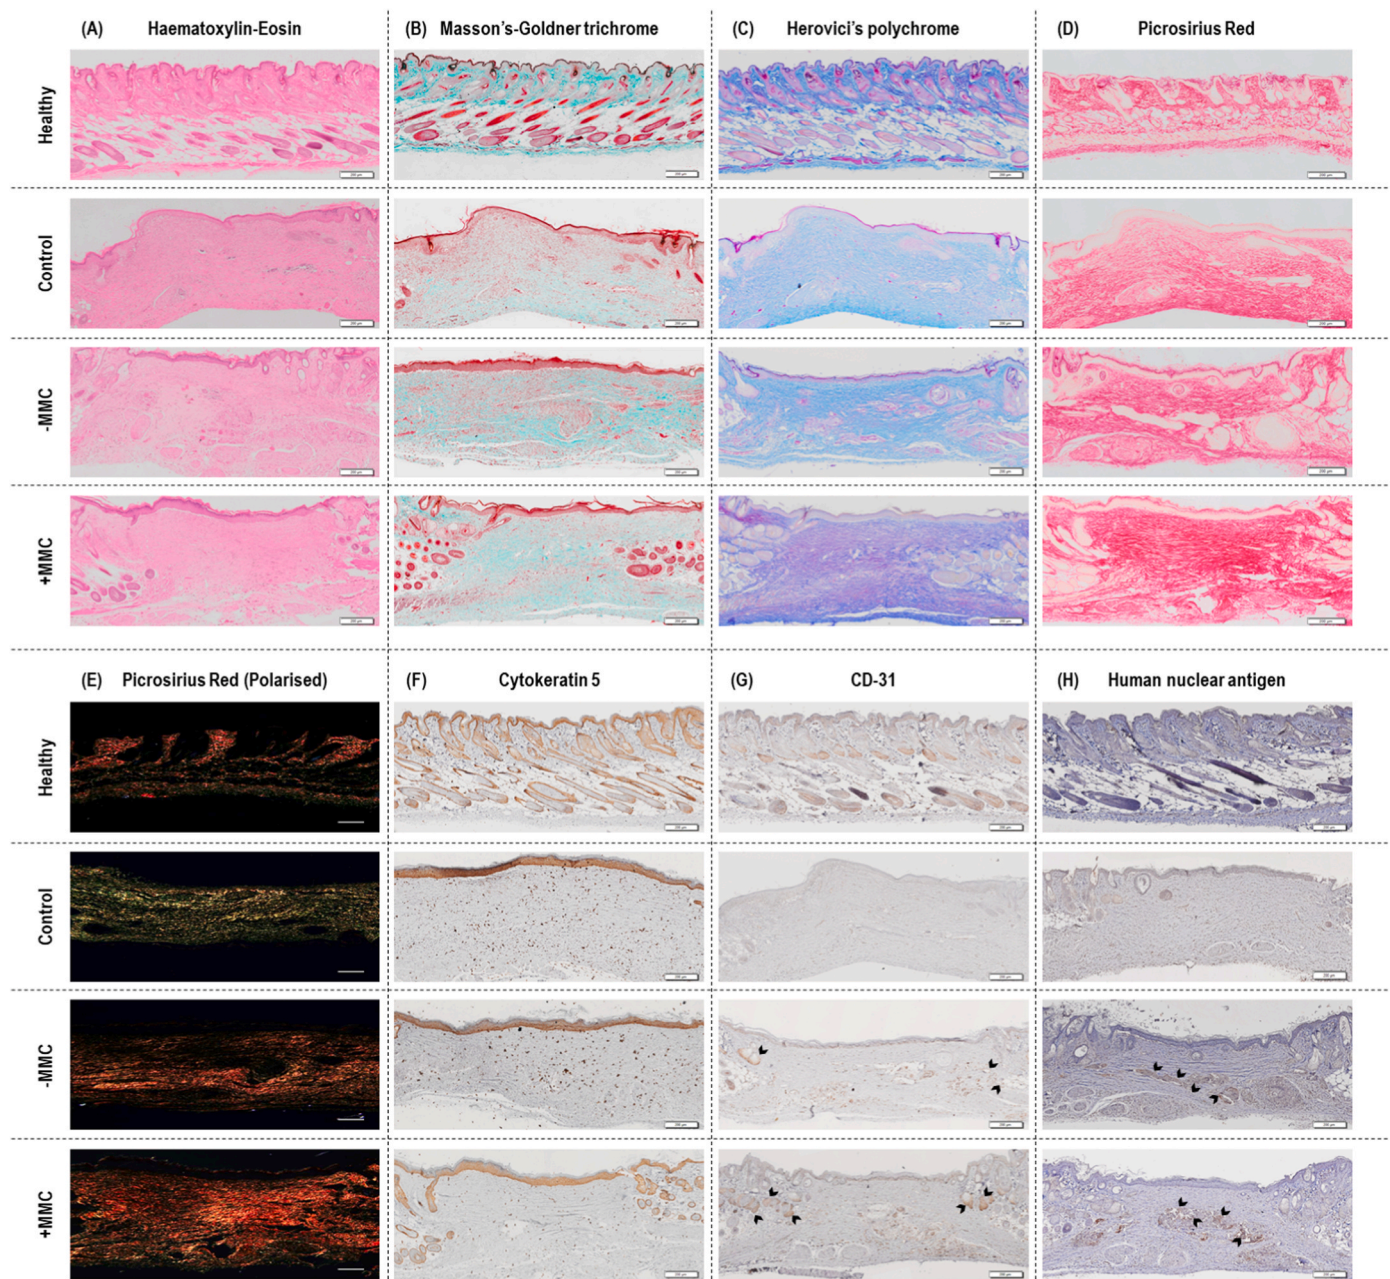 (A) Haematoxylin-Eosin
(B) Masson's-Goldner trichrome
(C) Herovici's polychrome
(D) Picrosirius Red
Healthy
Control
-MMC
+MMC
(E) Picrosirius Red (Polarised)
(F) Cytokeratin 5
(G) CD-31
(H) Human nuclear antigen
Healthy
Control
-MMC
+MMC